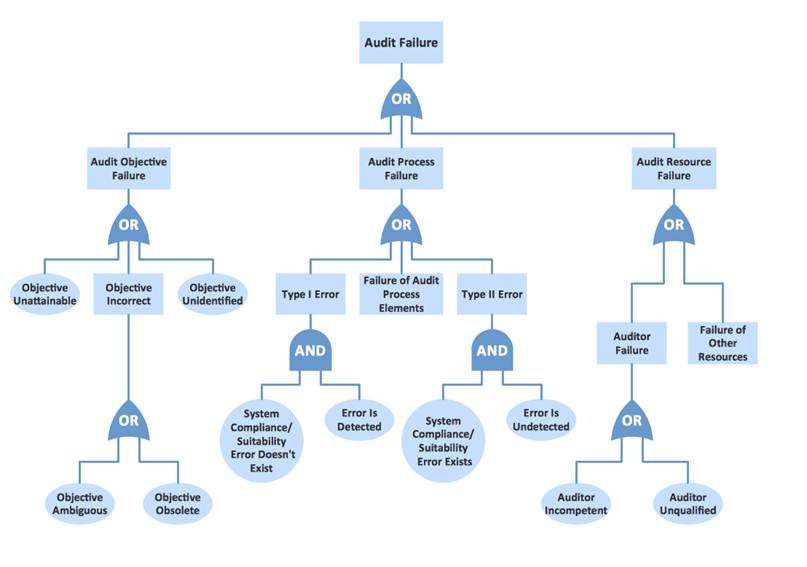 Audit Failure
OR
Audit Objective
Failure
Audit Process
Failure
Audit Resource
Failure
OR
OR
OR
Objective
Unattainable
Objective
Incorrect
Objective
Unidentified
Type I Error
Failure of Audit
Process
Elements
Type II Error
Auditor
Failure
Failure of
Other
Resources
AND
AND
OR
OR
System
Compliance/
Suitability
Error Doesn't
Exist
Error Is
Detected
System
Compliance/
Suitability
Error Exists
Error Is
Undetected
Objective
Ambiguous
Objective
Obsolete
Auditor
Incompetent
Auditor
Unqualified